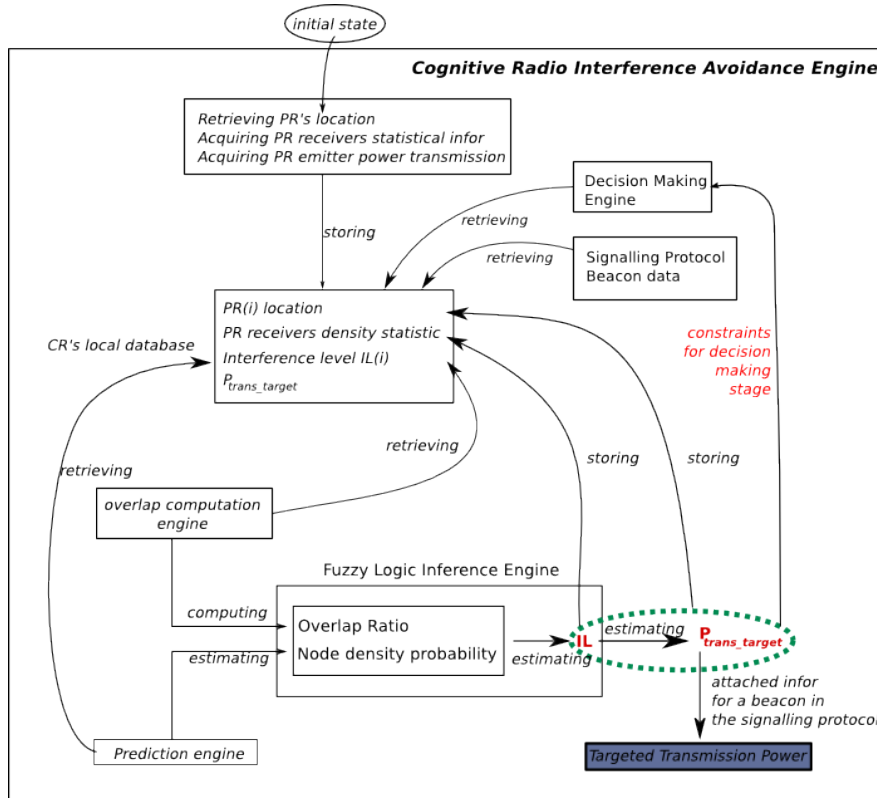 initial state
Cognitive Radio Interference Avoidance Engine
Retrieving PR's location
Acquiring PR receivers statistical infor
Acquiring PR emitter power transmission
Decision Making
Engine
retrieving
storing
Signalling Protocol
Beacon data
retrieving
PR(i) location
PR receivers density statistic
Interference level IL(i)
P_trans_target
CR's local database
constraints
for decision
making
stage
retrieving
retrieving
storing
storing
overlap computation
engine
Fuzzy Logic Inference Engine
computing
Overlap Ratio
Node density probability
estimating
estimating
IL
estimating
P_trans_target
attached infor
for a beacon in
the signalling protocol
Prediction engine
Targeted Transmission Power